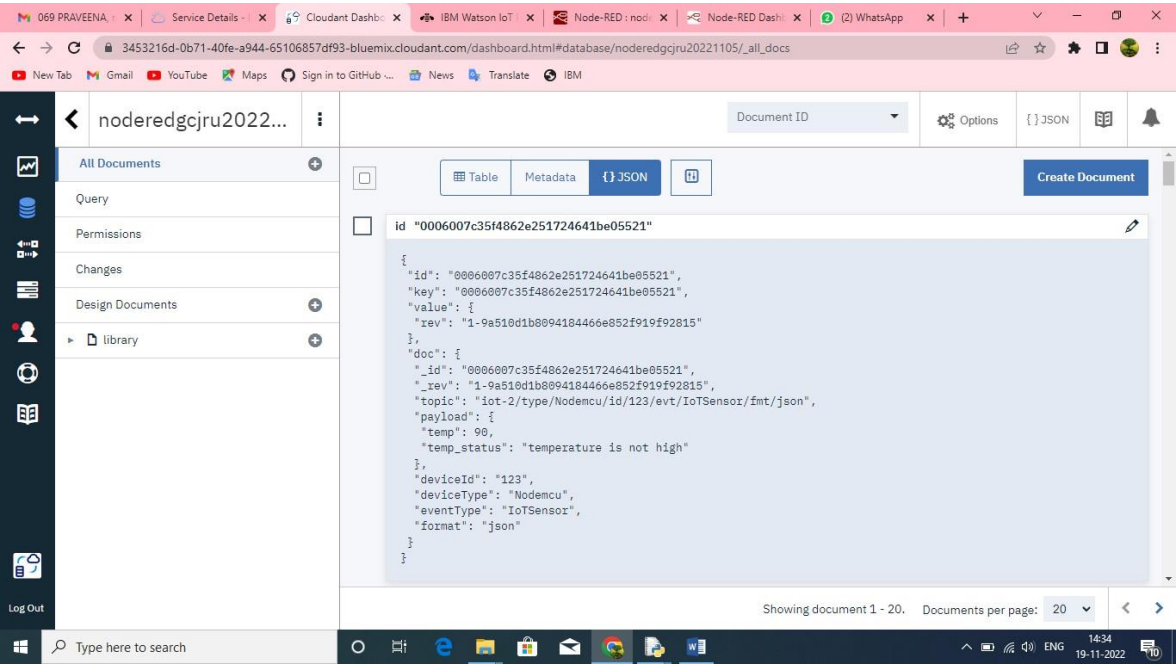 069 PRAVEENA, Service Details - Cloudant Dashbo IBM Watson IoT Node-RED : node Node-RED Dash (2) WhatsApp
3453216d-0b71-40fe-a944-65106857df93-bluemix.cloudant.com/dashboard.html#database/noderedgcjru20221105/_all_docs
New Tab Gmail YouTube Maps Sign in to GitHub · ... News Translate IBM
noderedgcjru2022... Document ID Options { } JSON
All Documents
Query
Permissions
Changes
Design Documents
library
Table Metadata {} JSON Create Document
id "0006007c35f4862e251724641be05521"
{
"id": "0006007c35f4862e251724641be05521",
"key": "0006007c35f4862e251724641be05521",
"value": {
"rev": "1-9a510d1b8094184466e852f919f92815"
},
"doc": {
"_id": "0006007c35f4862e251724641be05521",
"_rev": "1-9a510d1b8094184466e852f919f92815",
"topic": "iot-2/type/Nodemcu/id/123/evt/IoTSensor/fmt/json",
"payload": {
"temp": 90,
"temp_status": "temperature is not high"
},
"deviceId": "123",
"deviceType": "Nodemcu",
"eventType": "IoTSensor",
"format": "json"
}
}
Log Out
Showing document 1 - 20. Documents per page: 20
Type here to search
ENG 14:34
19-11-2022
10